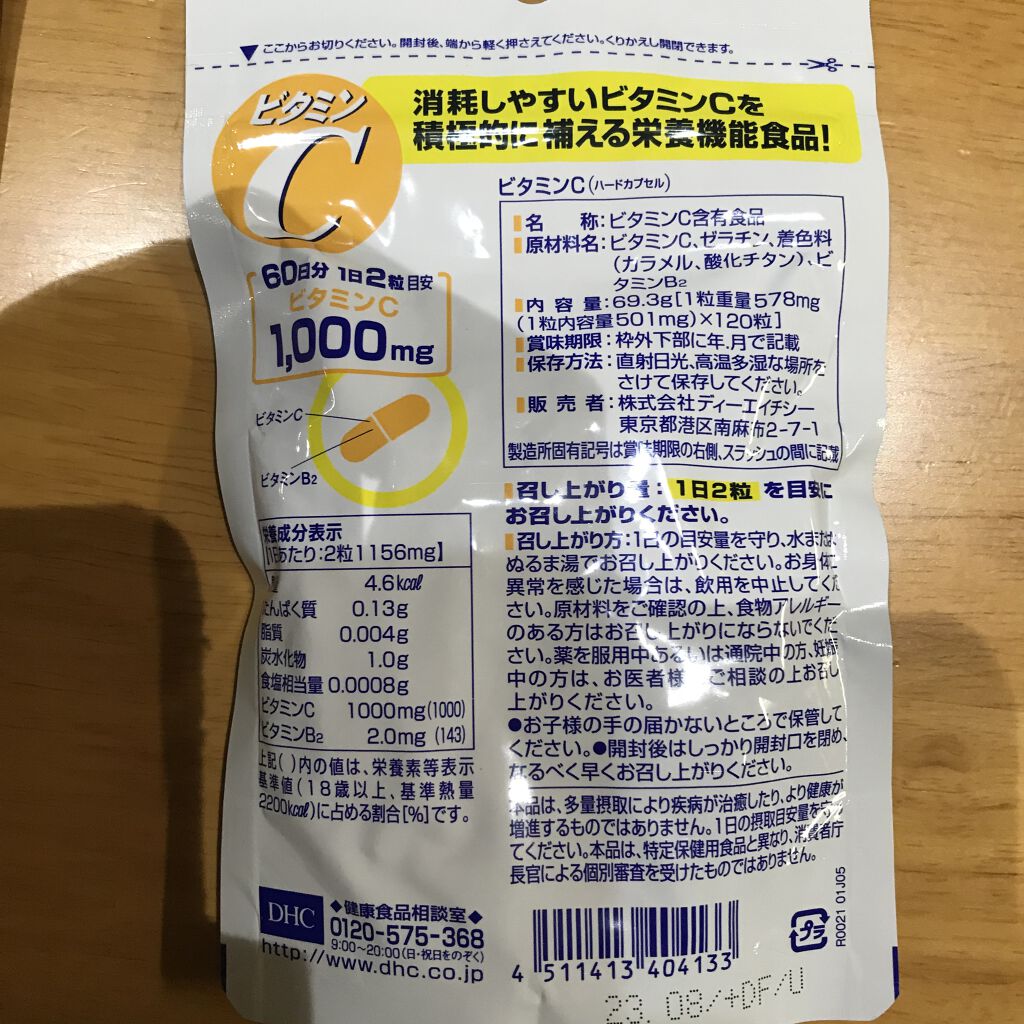 ▼ここからお切りください。開封後、端から軽く押さえてください。くりかえし開閉できます。
ビタミン
C
消耗しやすいビタミンCを
積極的に補える栄養機能食品!
60日分 1日2粒目安
ビタミンC
1,000mg
ビタミンC
ビタミンB2
ビタミンC(ハードカプセル)
名 称:ビタミンC含有食品
原材料名:ビタミンC、ゼラチン、着色料
(カラメル、酸化チタン)、ビ
タミンB2
内容量:69.3g[1粒重量578mg
(1粒内容量501mg)×120粒]
賞味期限:枠外下部に年.月で記載
保存方法:直射日光、高温多湿な場所を
さけて保存してください。
販売者:株式会社ディーエイチシー
東京都港区南麻布2-7-1
製造所固有記号は賞味期限の右側、スラッシュの間に記載
栄養成分表示
[1日あたり:2粒1156mg]
4.6kcal
たんぱく質 0.13g
脂質 0.004g
炭水化物 1.0g
食塩相当量 0.0008g
ビタミンC 1000mg(1000)
ビタミンB2 2.0mg (143)
上記( )内の値は、栄養素等表示
基準値(18歳以上、基準熱量
2200kcal)に占める割合[%]です。
召し上がり量:1日2粒 を目安に
お召し上がりください。
召し上がり方:1日の目安量を守り、水または
ぬるま湯でお召し上がりください。お身体に
異常を感じた場合は、飲用を中止してくだ
さい。原材料をご確認の上、食物アレルギー
のある方はお召し上がりにならないでくだ
さい。薬を服用中あるいは通院中の方、妊娠
中の方は、お医者様にご相談の上お召し
上がりください。
●お子様の手の届かないところで保管して
ください。●開封後はしっかり開封口を閉め、
なるべく早くお召し上がりください。
本品は、多量摂取により疾病が治癒したり、より健康が
増進するものではありません。1日の摂取目安量を守っ
てください。本品は、特定保健用食品と異なり、消費者庁
長官による個別審査を受けたものではありません。
DHC
◆健康食品相談室◆
0120-575-368
9:00〜20:00(日・祝日をのぞく)
http://www.dhc.co.jp
4 511413 404133
プラ
R0021 01J05
23. 08/+DF/U